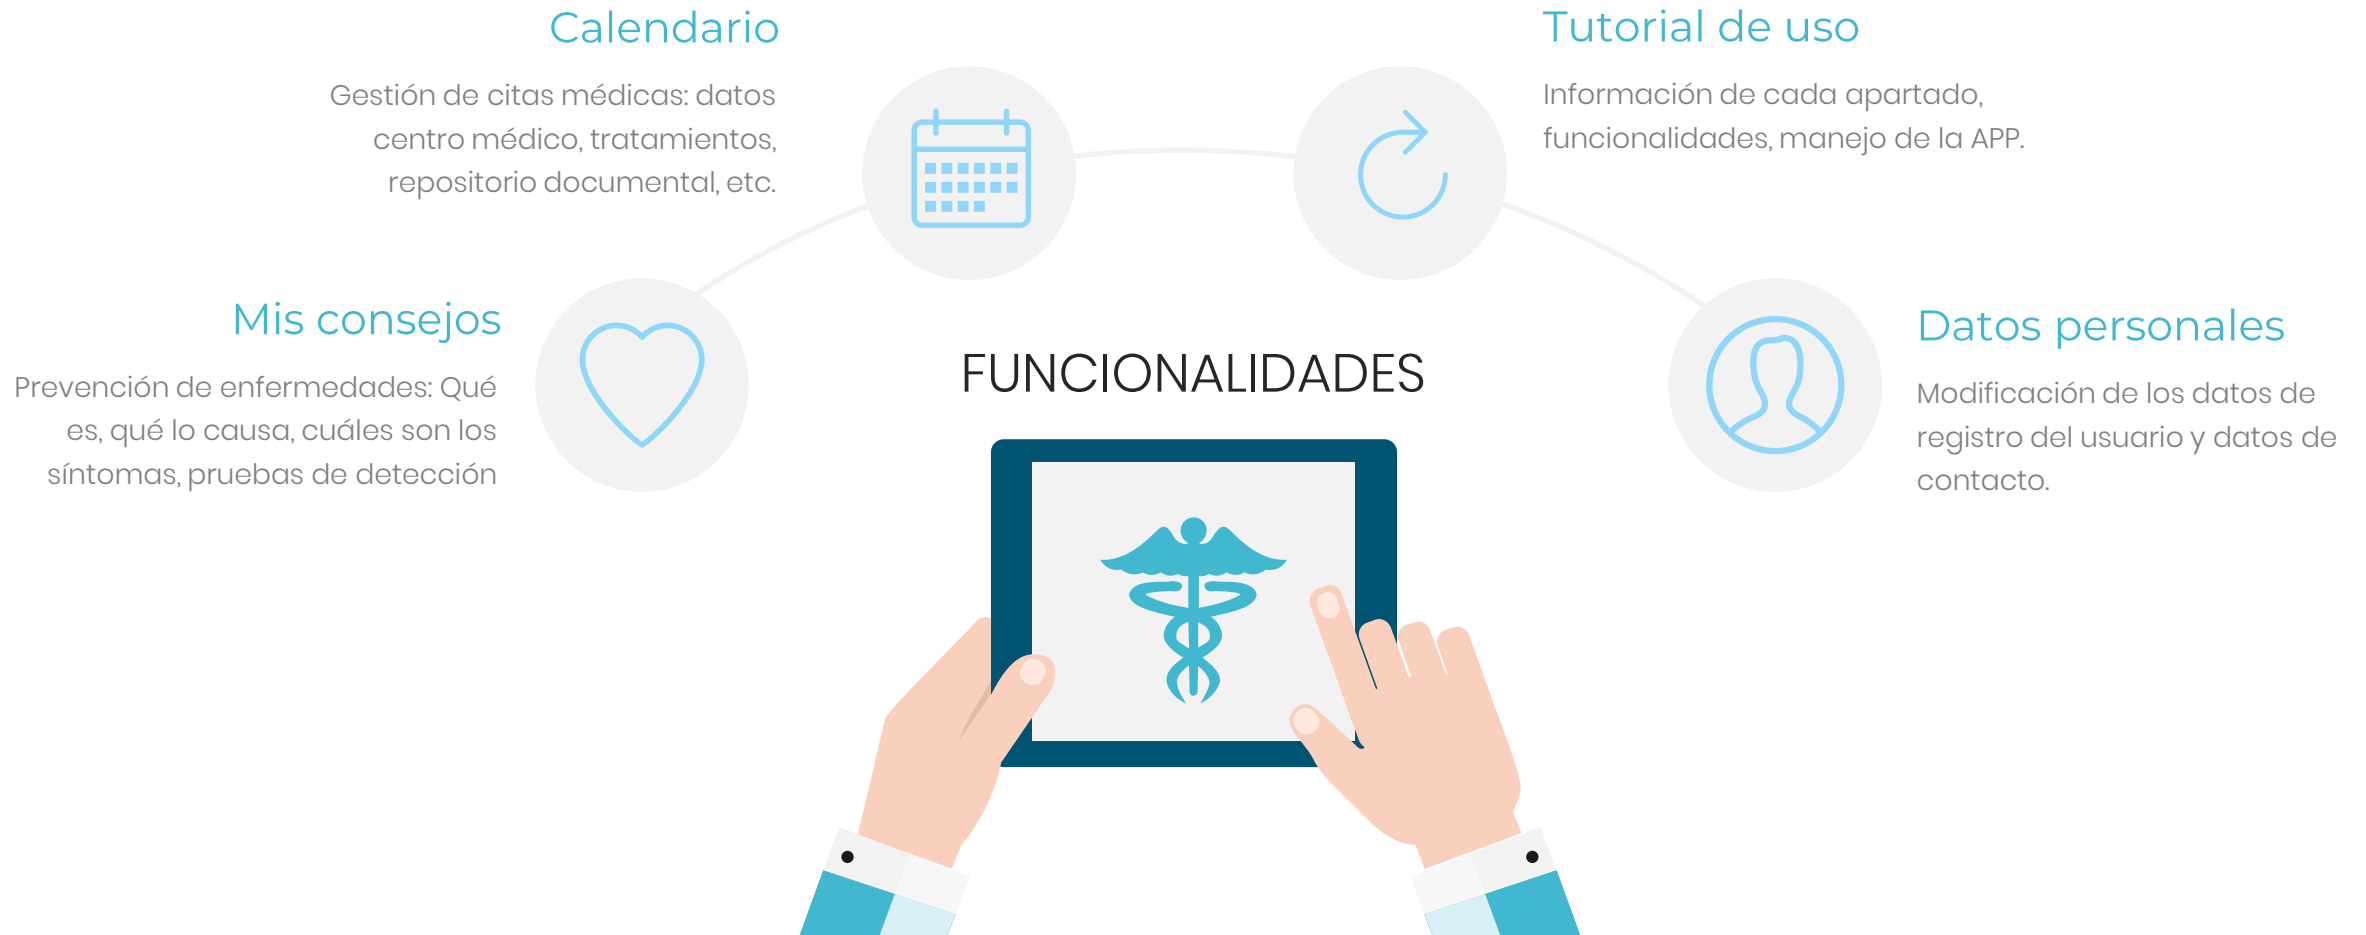 Calendario
Gestión de citas médicas: datos
centro médico, tratamientos,
repositorio documental, etc.
Tutorial de uso
Información de cada apartado,
funcionalidades, manejo de la APP.
Mis consejos
Prevención de enfermedades: Qué
es, qué lo causa, cuáles son los
síntomas, pruebas de detección
FUNCIONALIDADES
Datos personales
Modificación de los datos de
registro del usuario y datos de
contacto.